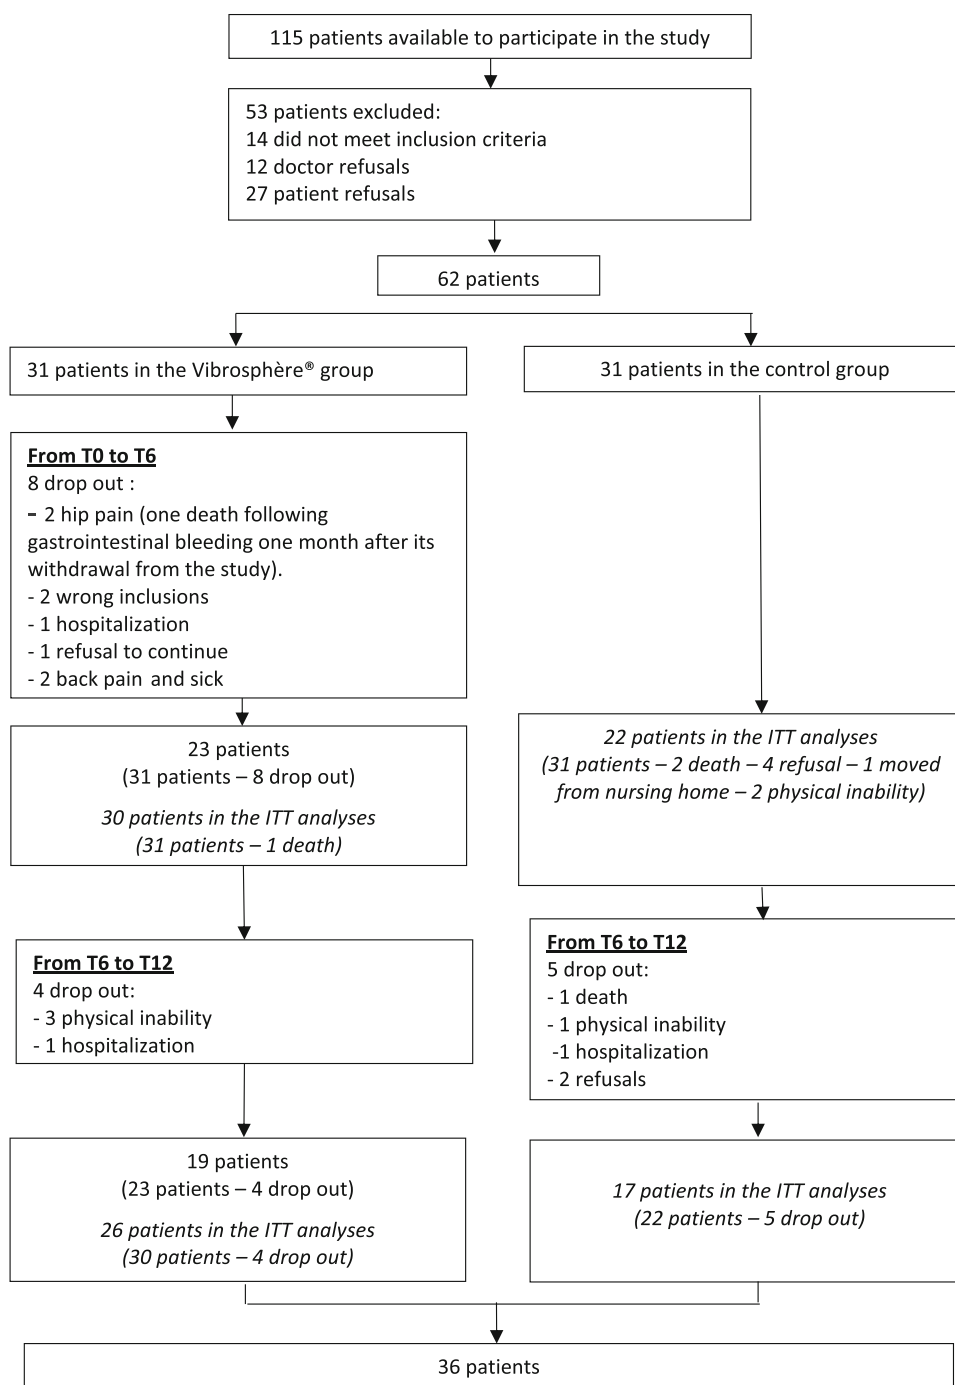 115 patients available to participate in the study
53 patients excluded:
14 did not meet inclusion criteria
12 doctor refusals
27 patient refusals
62 patients
31 patients in the Vibrosphère® group
31 patients in the control group
From T0 to T6
8 drop out :
- 2 hip pain (one death following
gastrointestinal bleeding one month after its
withdrawal from the study).
- 2 wrong inclusions
- 1 hospitalization
- 1 refusal to continue
- 2 back pain and sick
23 patients
(31 patients – 8 drop out)
30 patients in the ITT analyses
(31 patients – 1 death)
22 patients in the ITT analyses
(31 patients – 2 death – 4 refusal – 1 moved
from nursing home – 2 physical inability)
From T6 to T12
4 drop out:
- 3 physical inability
- 1 hospitalization
From T6 to T12
5 drop out:
- 1 death
- 1 physical inability
-1 hospitalization
- 2 refusals
19 patients
(23 patients – 4 drop out)
26 patients in the ITT analyses
(30 patients – 4 drop out)
17 patients in the ITT analyses
(22 patients – 5 drop out)
36 patients